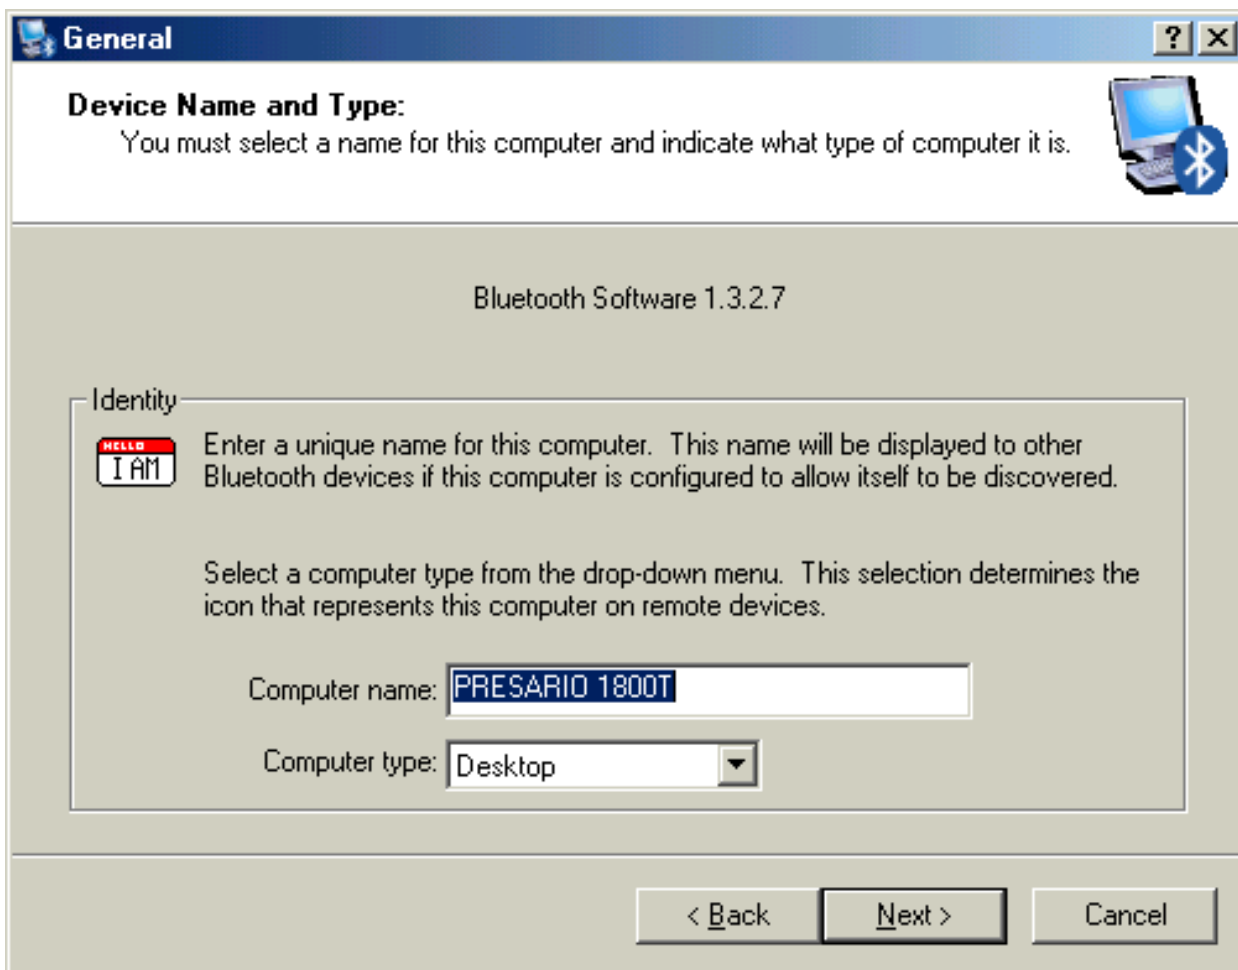 General
Device Name and Type:
You must select a name for this computer and indicate what type of computer it is.
Bluetooth Software 1.3.2.7
Identity
HELLO
I AM
Enter a unique name for this computer.  This name will be displayed to other
Bluetooth devices if this computer is configured to allow itself to be discovered.
Select a computer type from the drop-down menu.  This selection determines the
icon that represents this computer on remote devices.
Computer name: PRESARIO 1800T
Computer type: Desktop
< Back Next > Cancel